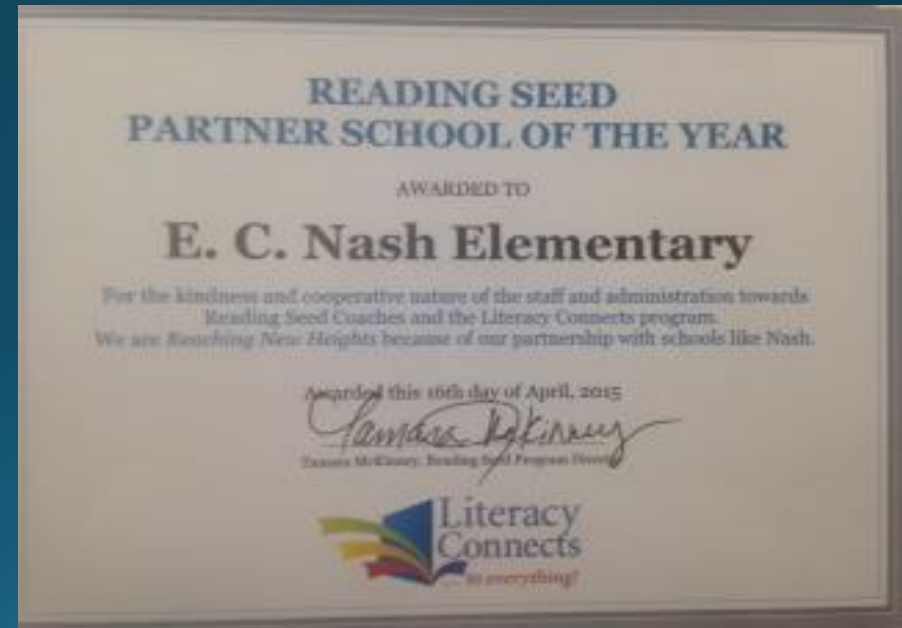 READING SEED
PARTNER SCHOOL OF THE YEAR
AWARDED TO
E. C. Nash Elementary
For the kindness and cooperative nature of the staff and administration towards
Reading Seed Coaches and the Literacy Connects program.
We are Reaching New Heights because of our partnership with schools like Nash.
Awarded this 16th day of April, 2015
Tamara McKinney
Tamara McKinney, Reading Seed Program Director
Literacy
Connects
to everything!